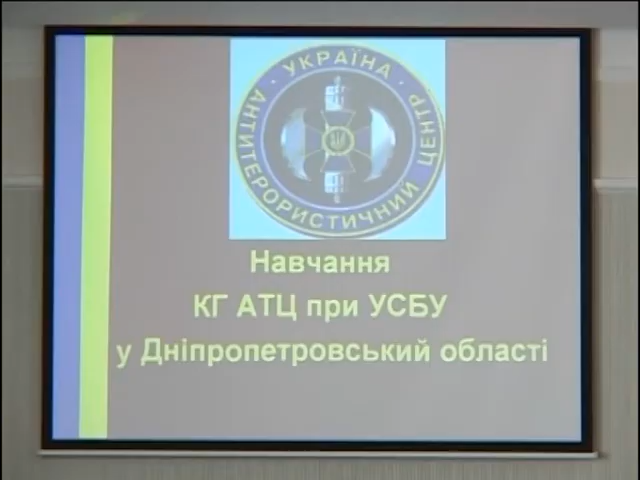 УКРАЇНА
АНТИТЕРОРИСТИЧНИЙ ЦЕНТР
Навчання
КГ АТЦ при УСБУ
у Дніпропетровський області